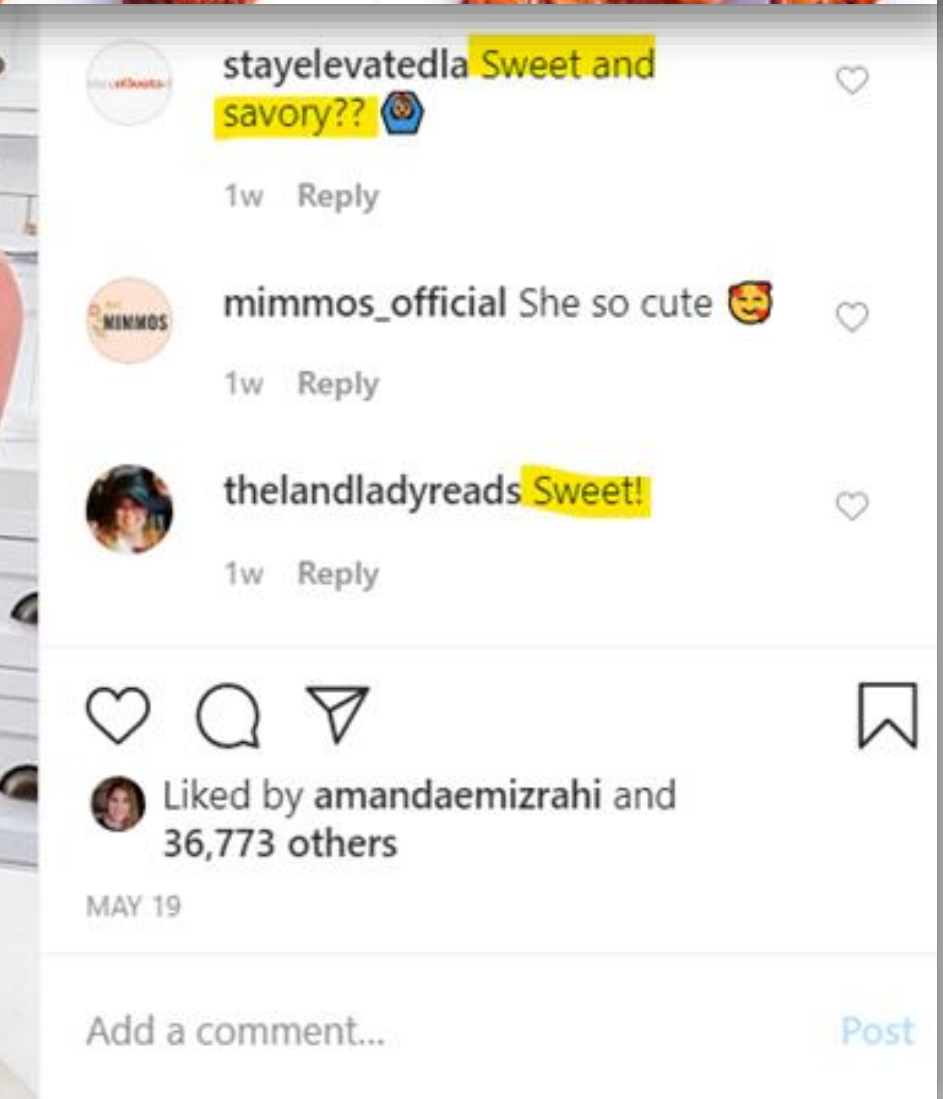 stayelevatedla Sweet and
savory?? 🙆🏾
1w Reply
MIMMOS
mimmos_official She so cute 🥰
1w Reply
thelandladyreads Sweet!
1w Reply
Liked by amandaemizrahi and
36,773 others
MAY 19
Add a comment... Post